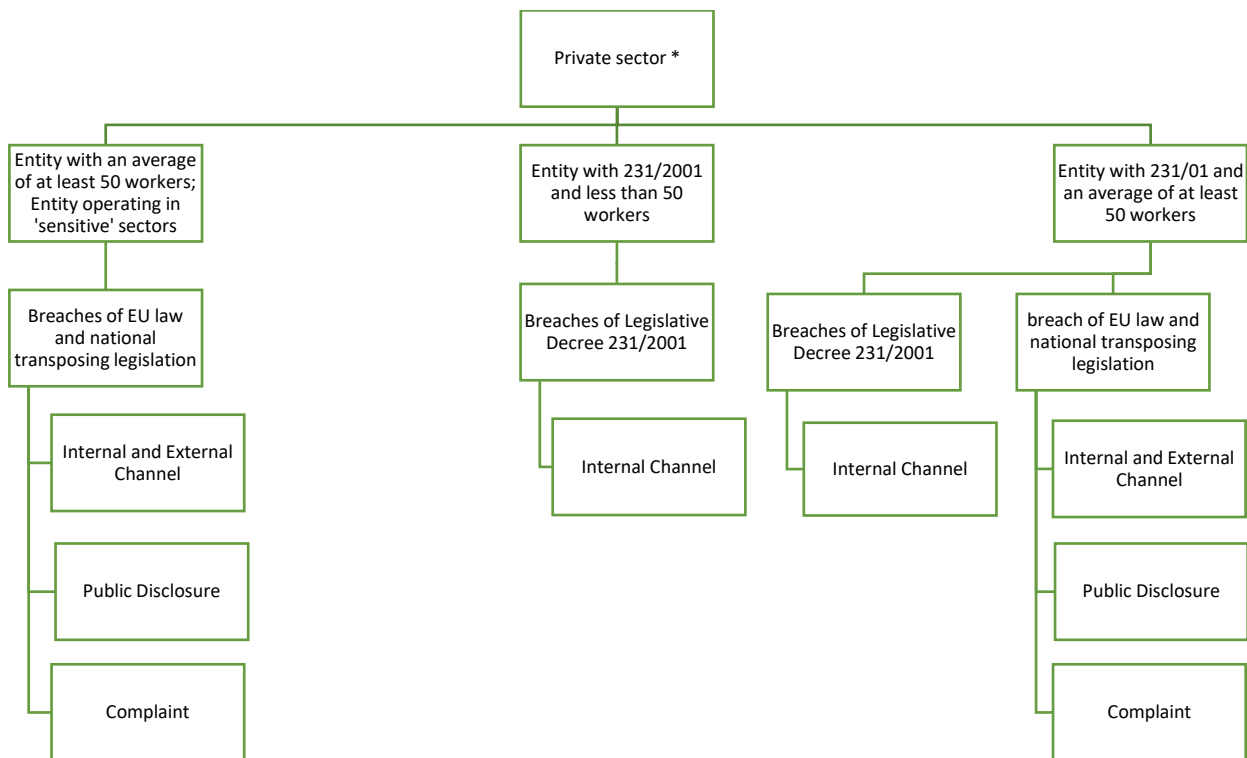 Private sector *
Entity with an average
of at least 50 workers;
Entity operating in
'sensitive' sectors
Entity with 231/2001
and less than 50
workers
Entity with 231/01 and
an average of at least
50 workers
Breaches of EU law
and national
transposing legislation
Breaches of Legislative
Decree 231/2001
Breaches of Legislative
Decree 231/2001
breach of EU law and
national transposing
legislation
Internal and External
Channel
Internal Channel
Internal Channel
Internal and External
Channel
Public Disclosure
Public Disclosure
Complaint
Complaint